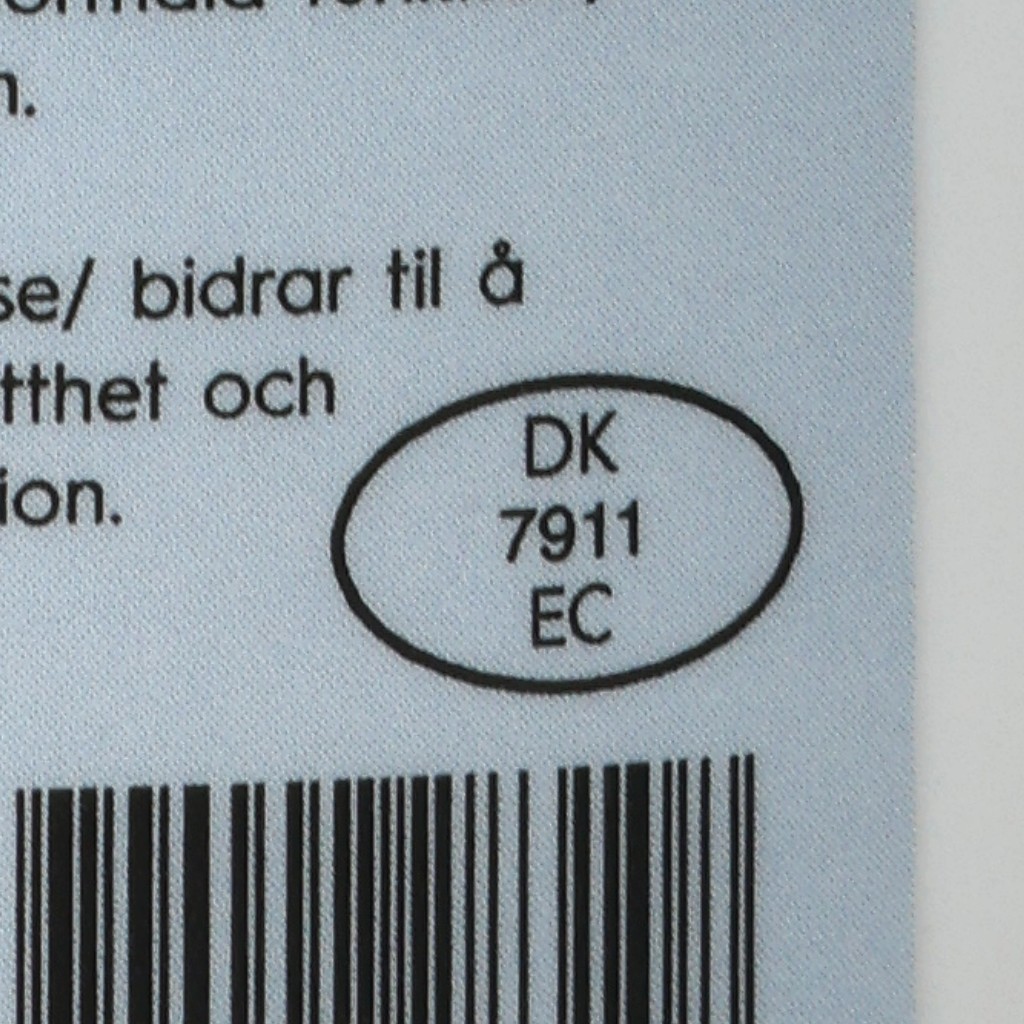 n.
se/ bidrar til å
tthet och
ion.
DK
7911
EC